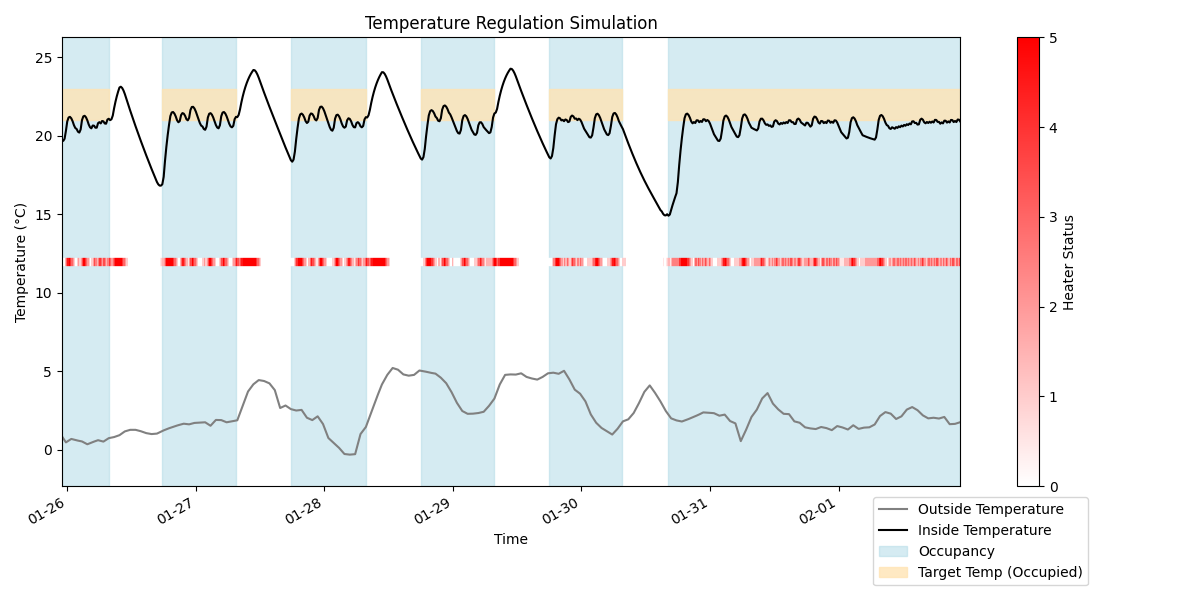 Temperature Regulation Simulation
25
20
15
10
5
0
Temperature (°C)
01-26
01-27
01-28
01-29
01-30
01-31
02-01
Time
5
4
3
2
1
0
Heater Status
Outside Temperature
Inside Temperature
Occupancy
Target Temp (Occupied)